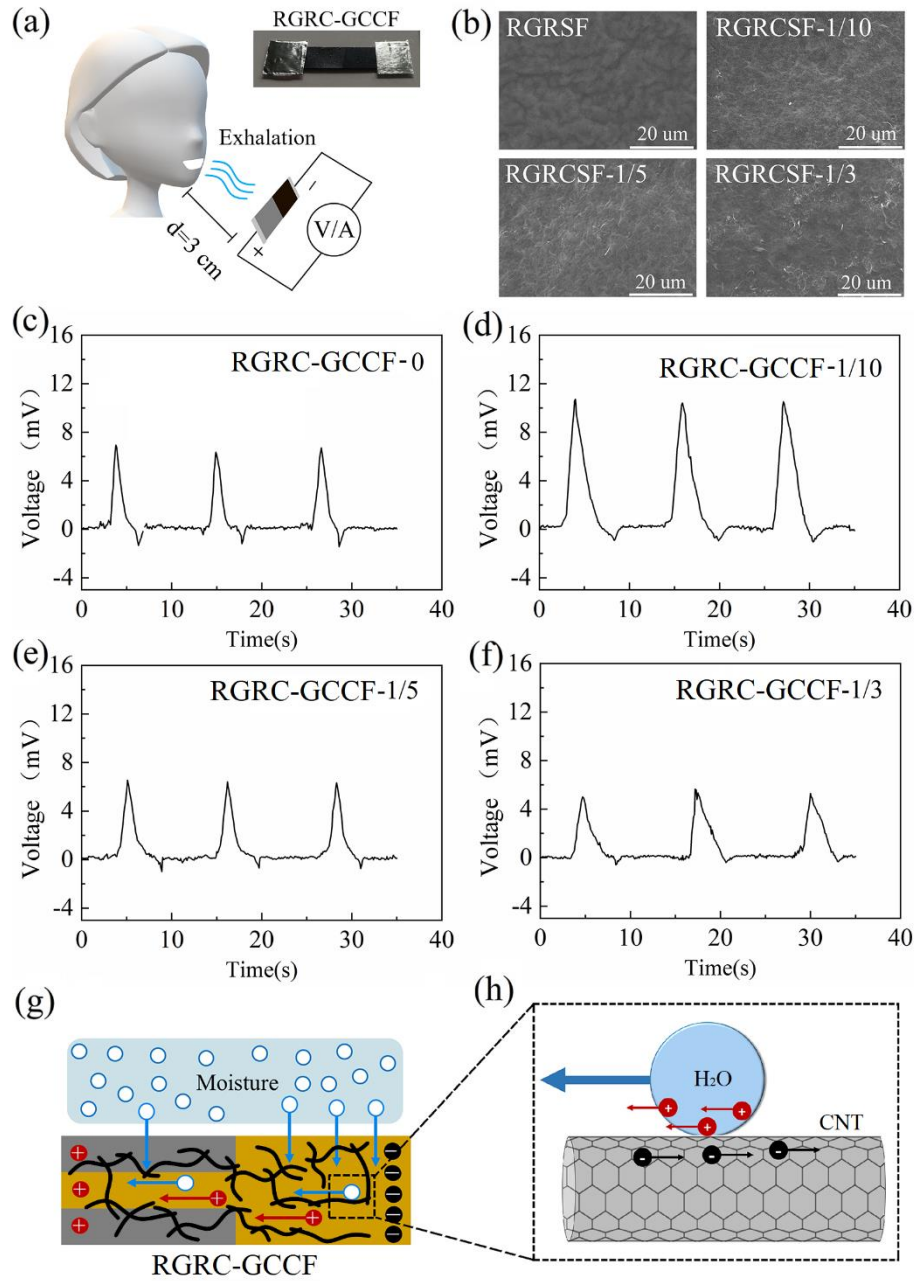 (a)
RGRC-GCCF
Exhalation
d=3 cm
−
V/A
+
(b)
RGRSF
20 um
RGRCSF-1/10
20 um
RGRCSF-1/5
20 um
RGRCSF-1/3
20 um
(c)
16
12
8
4
0
-4
Voltage (mV)
RGRC-GCCF-0
0 10 20 30 40
Time(s)
(d)
16
12
8
4
0
-4
Voltage (mV)
RGRC-GCCF-1/10
0 10 20 30 40
Time(s)
(e)
16
12
8
4
0
-4
Voltage (mV)
RGRC-GCCF-1/5
0 10 20 30 40
Time(s)
(f)
16
12
8
4
0
-4
Voltage (mV)
RGRC-GCCF-1/3
0 10 20 30 40
Time(s)
(g)
Moisture
+
+
+
+
+
-
-
-
-
-
RGRC-GCCF
(h)
H₂O
+
+
+
CNT
-
-
-